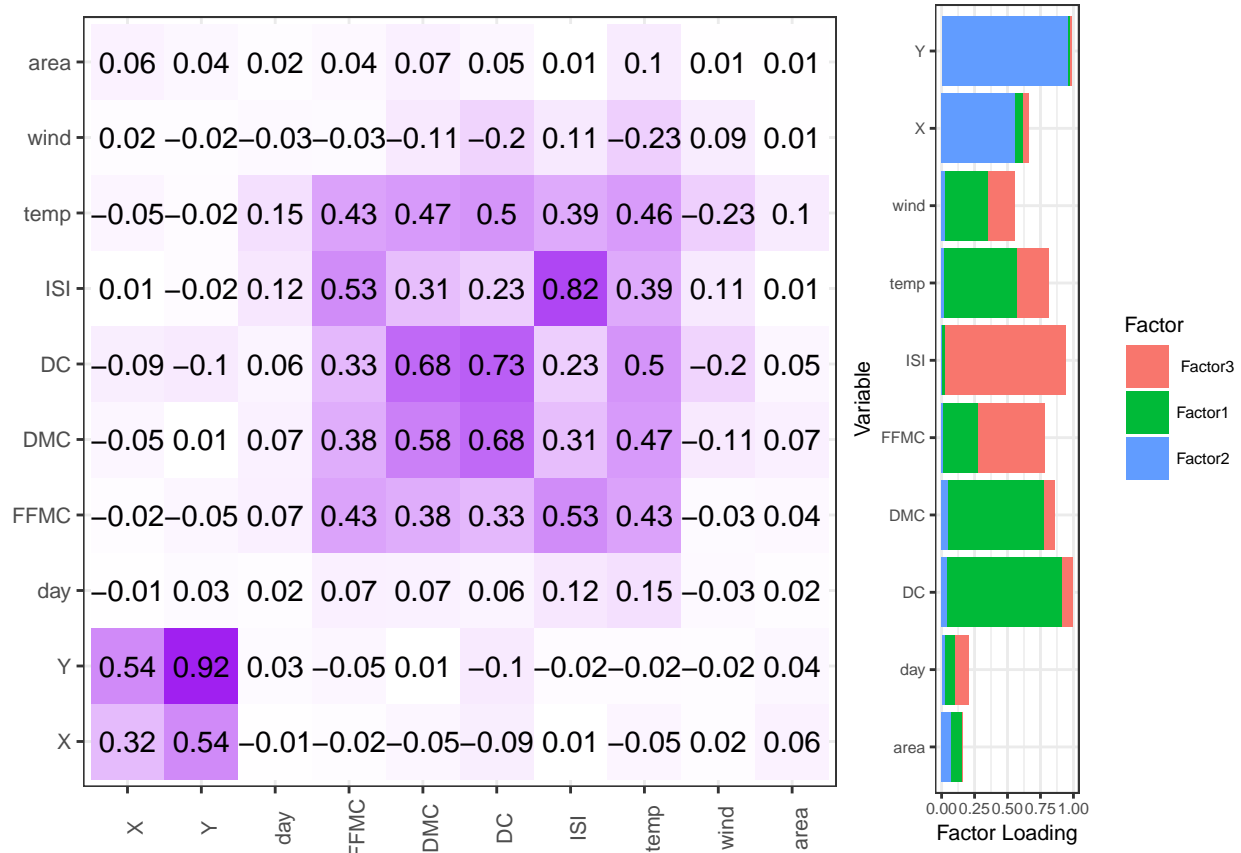 area 0.06 0.04 0.02 0.04 0.07 0.05 0.01 0.1 0.01 0.01
wind 0.02 −0.02 −0.03 −0.03 −0.11 −0.2 0.11 −0.23 0.09 0.01
temp −0.05 −0.02 0.15 0.43 0.47 0.5 0.39 0.46 −0.23 0.1
ISI 0.01 −0.02 0.12 0.53 0.31 0.23 0.82 0.39 0.11 0.01
DC −0.09 −0.1 0.06 0.33 0.68 0.73 0.23 0.5 −0.2 0.05
DMC −0.05 0.01 0.07 0.38 0.58 0.68 0.31 0.47 −0.11 0.07
FFMC −0.02 −0.05 0.07 0.43 0.38 0.33 0.53 0.43 −0.03 0.04
day −0.01 0.03 0.02 0.07 0.07 0.06 0.12 0.15 −0.03 0.02
Y 0.54 0.92 0.03 −0.05 0.01 −0.1 −0.02 −0.02 −0.02 0.04
X 0.32 0.54 −0.01 −0.02 −0.05 −0.09 0.01 −0.05 0.02 0.06
X Y day FFMC DMC DC ISI temp wind area
Variable
Y
X
wind
temp
ISI
FFMC
DMC
DC
day
area
0.00 0.25 0.50 0.75 1.00
Factor Loading
Factor
Factor3
Factor1
Factor2